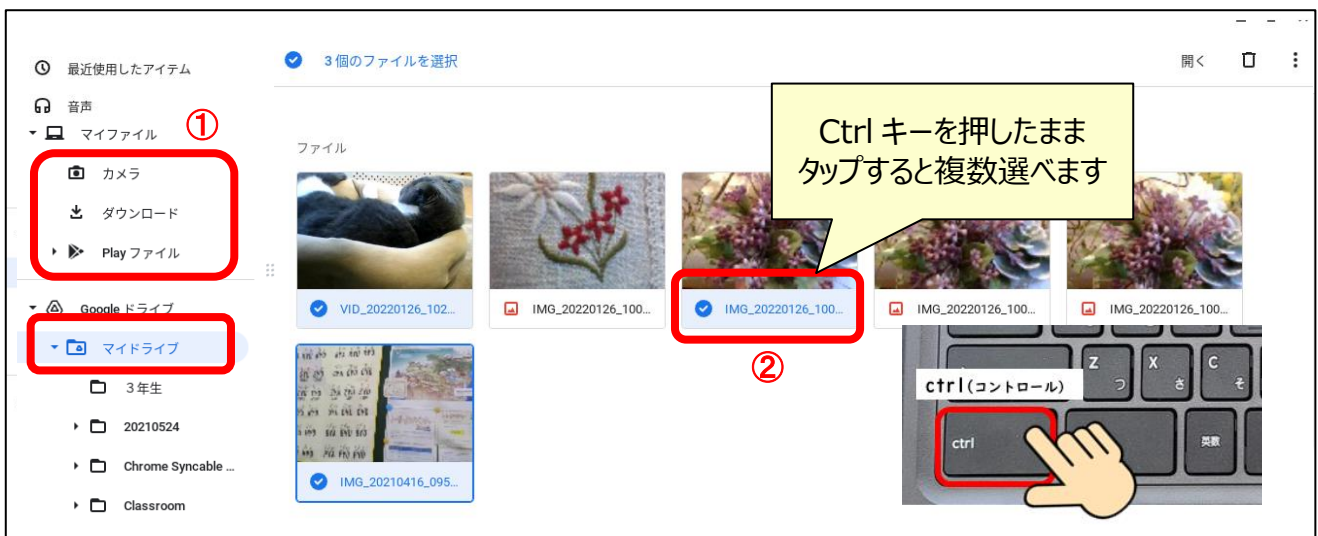 最近使用したアイテム
音声
マイファイル
①
カメラ
ダウンロード
Play ファイル
Google ドライブ
マイドライブ
3 年生
20210524
Chrome Syncable ...
Classroom
3 個のファイルを選択
開く
ファイル
Ctrl キーを押したまま
タップすると複数選べます
VID_20220126_102...
IMG_20220126_100...
IMG_20220126_100...
IMG_20220126_100...
IMG_20220126_100...
②
IMG_20210416_095...
ctrl(コントロール)
Z
つ
X
さ
C
そ
ctrl
英数